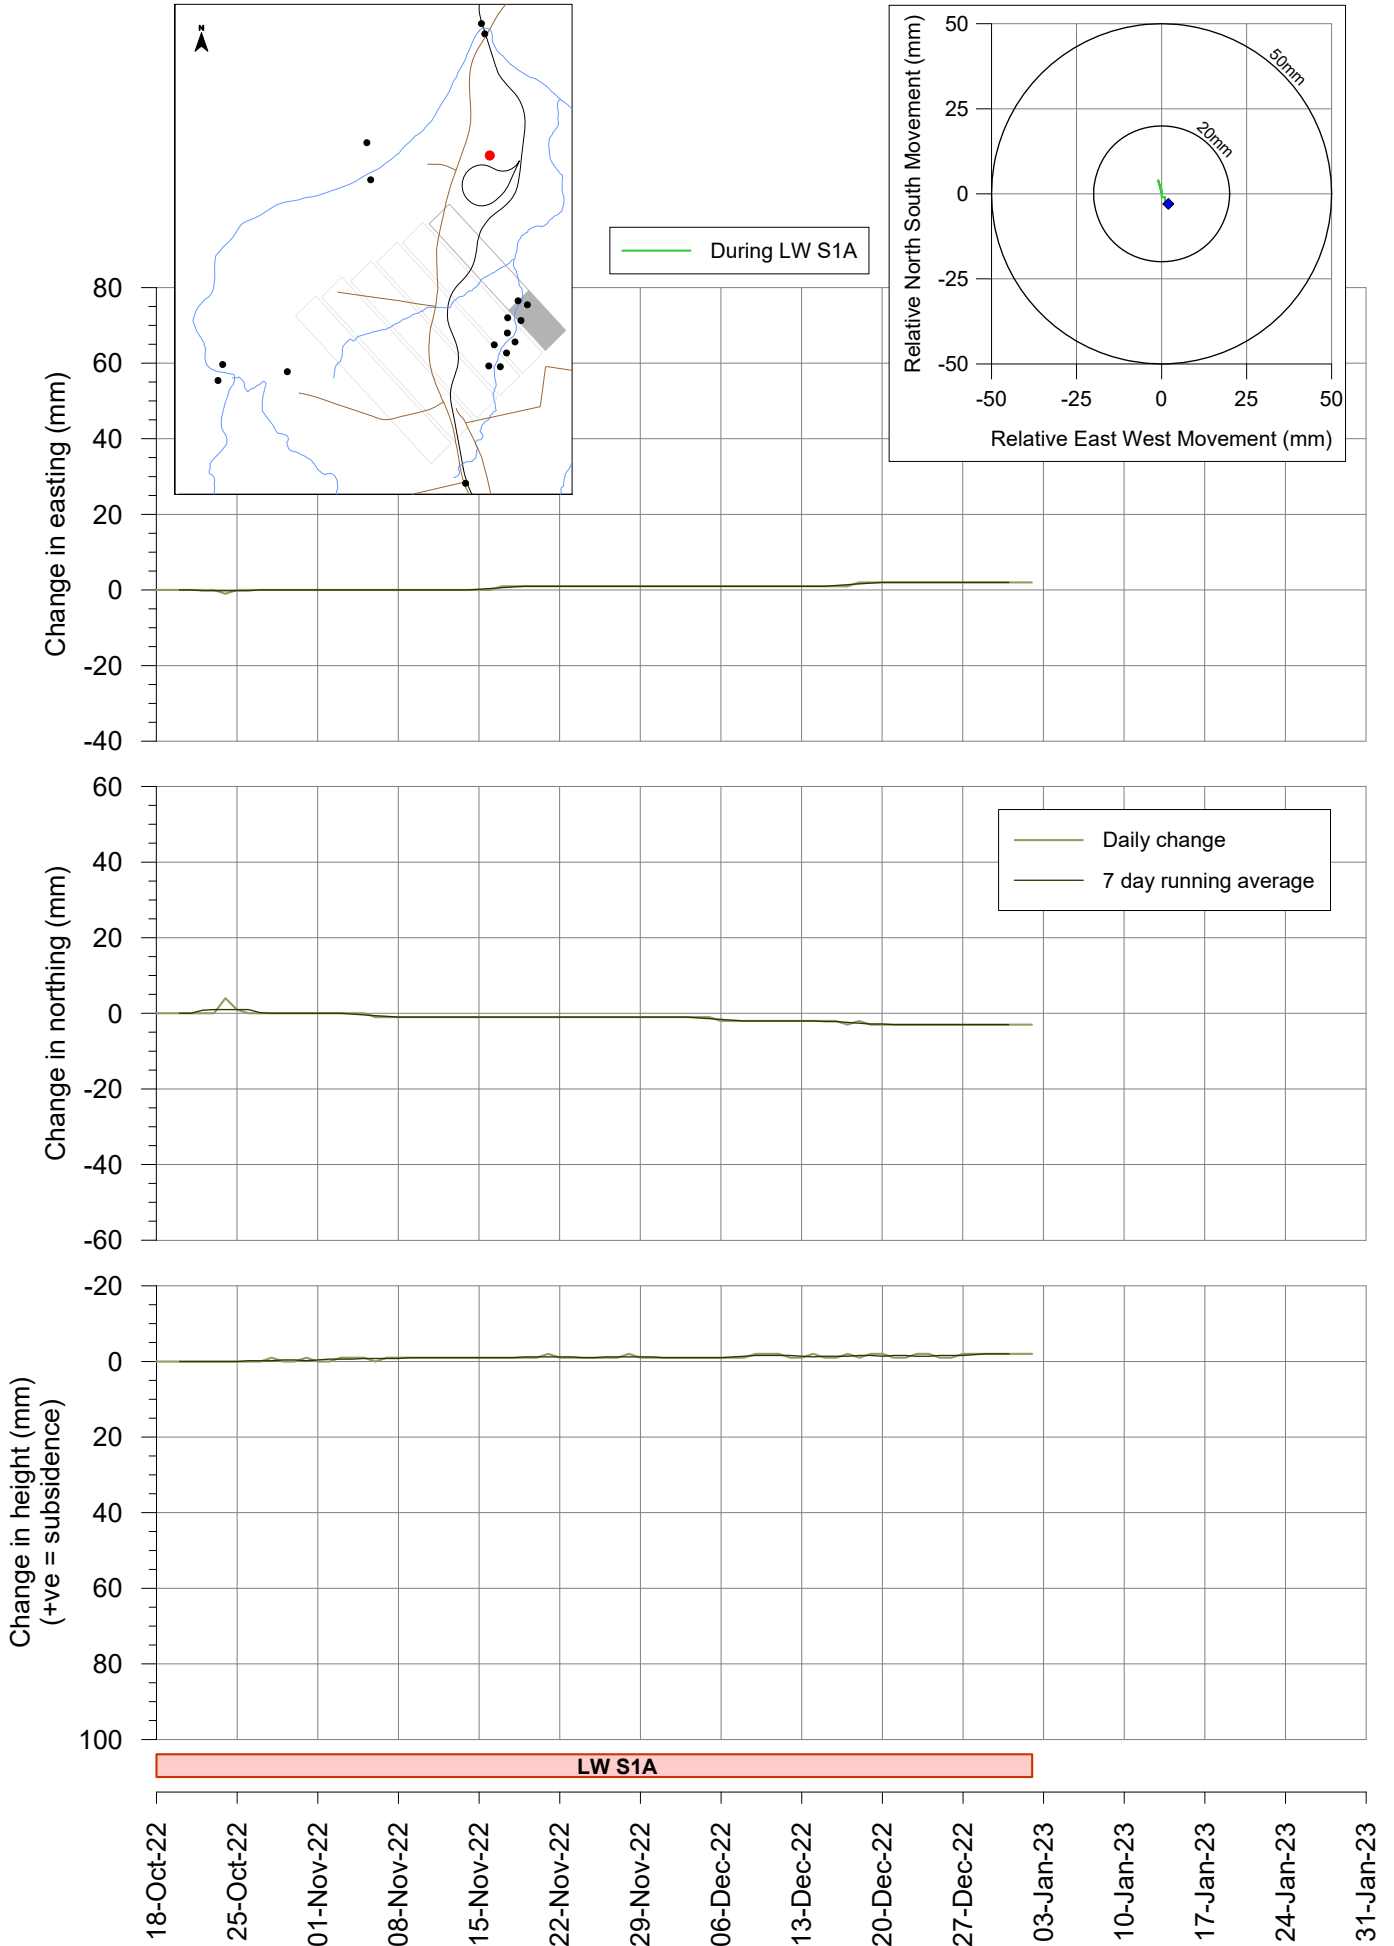 N
50
25
0
-25
-50
Relative North South Movement (mm)
50mm
20mm
-50
-25
0
25
50
Relative East West Movement (mm)
During LW S1A
80
60
40
20
0
-20
-40
Change in easting (mm)
60
40
20
0
-20
-40
-60
Change in northing (mm)
Daily change
7 day running average
-20
0
20
40
60
80
100
Change in height (mm)
(+ve = subsidence)
LW S1A
18-Oct-22
25-Oct-22
01-Nov-22
08-Nov-22
15-Nov-22
22-Nov-22
29-Nov-22
06-Dec-22
13-Dec-22
20-Dec-22
27-Dec-22
03-Jan-23
10-Jan-23
17-Jan-23
24-Jan-23
31-Jan-23